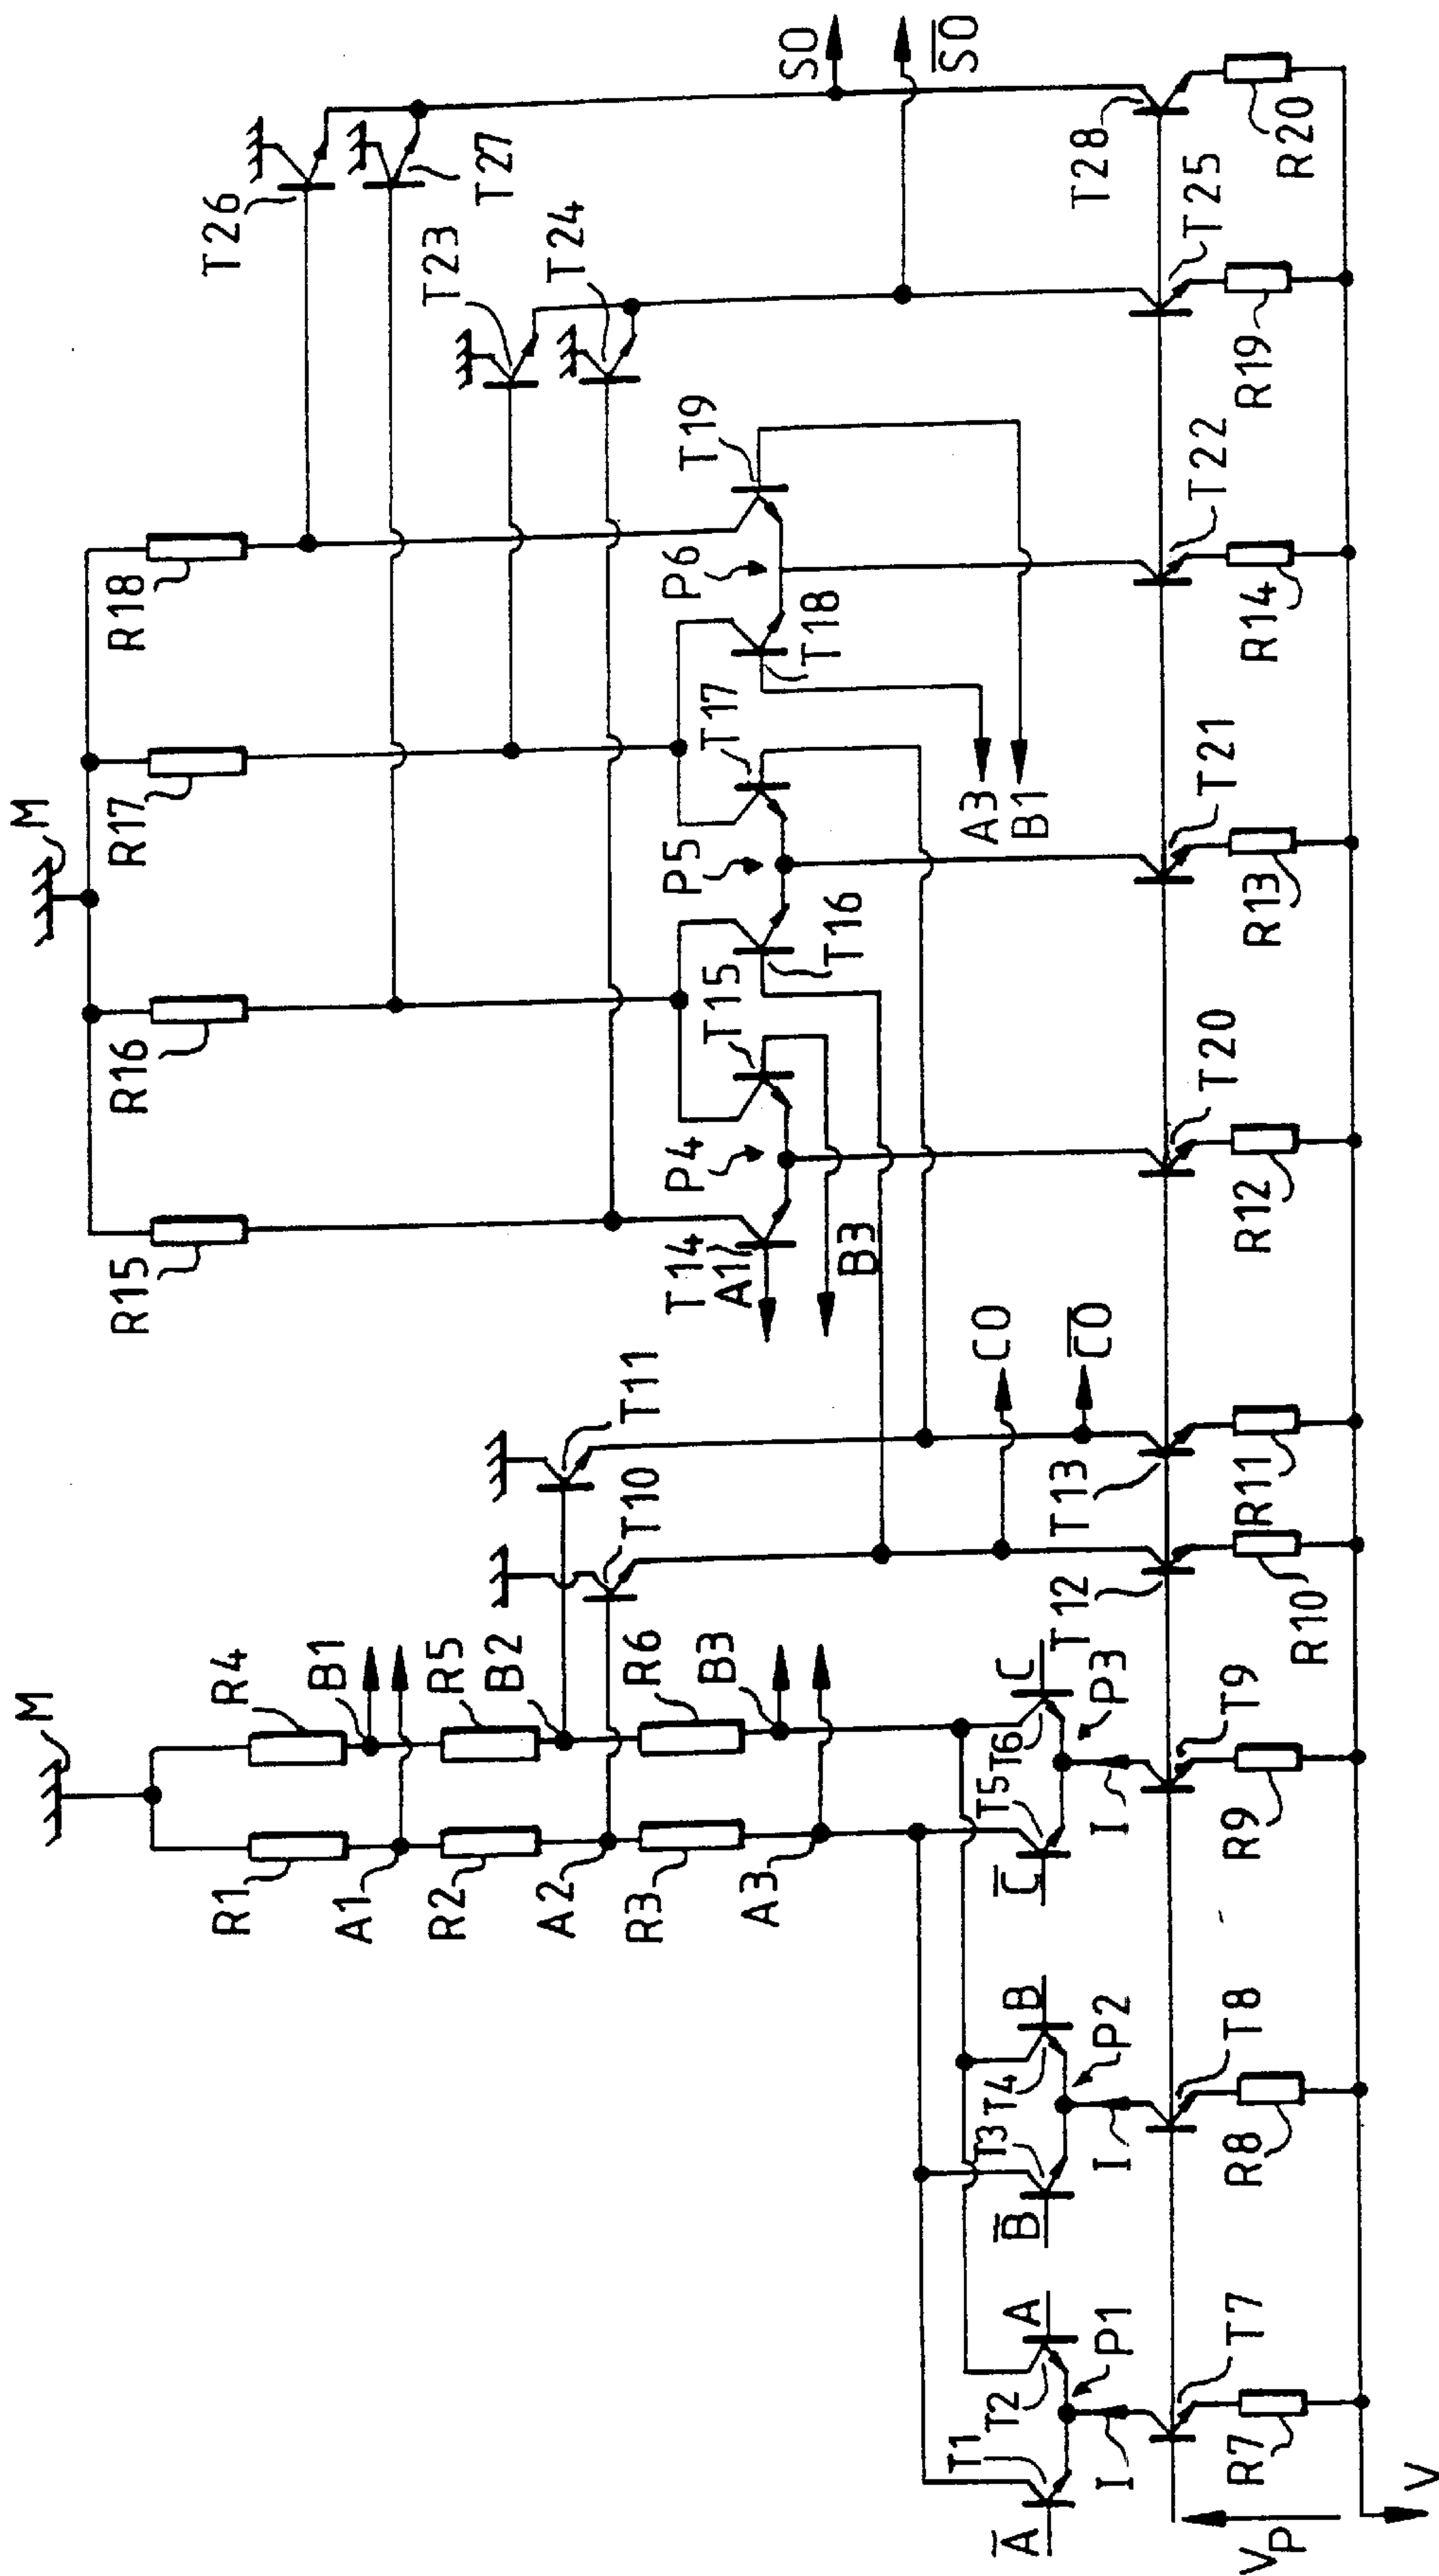 M
M
R1
R4
A1
B1
R2
R5
A2
B2
R3
R6
A3
B3
T10
T11
R15
R16
R17
R18
T26
T27
T23
T24
T14
A1
P4
T15
B3
T16
P5
T17
T18
P6
T19
A3
B1
SO
S̅O̅
CO
C̅O̅
A̅
T1
T2
A
P1
I
B̅
T3
T4
B
P2
I
C̅
T5
T6
C
P3
I
T7
T8
T9
T12
T13
T20
T21
T22
T25
T28
VP
R7
R8
R9
R10
R11
R12
R13
R14
R19
R20
V